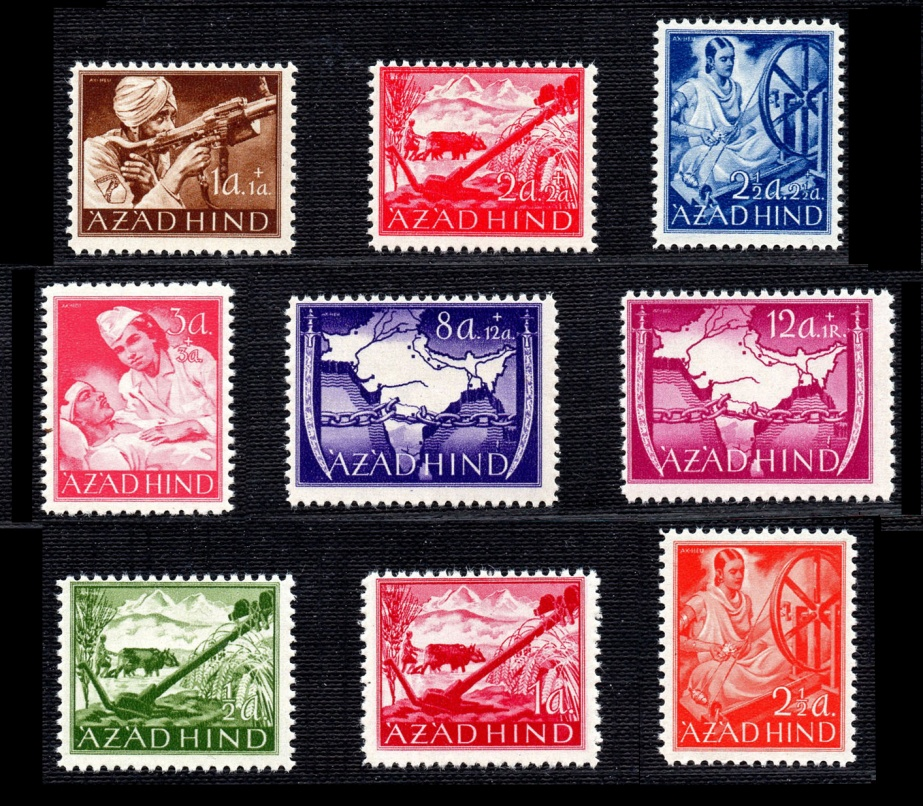 1a. + 1a.
AZAD HIND
2a. + 2a.
AZAD HIND
2½a. + 2½a.
AZAD HIND
3a.
+
3a.
AZAD HIND
8a. + 12a.
AZAD HIND
12a. + 1R.
AZAD HIND
½a.
AZAD HIND
1a.
AZAD HIND
2½a.
AZAD HIND